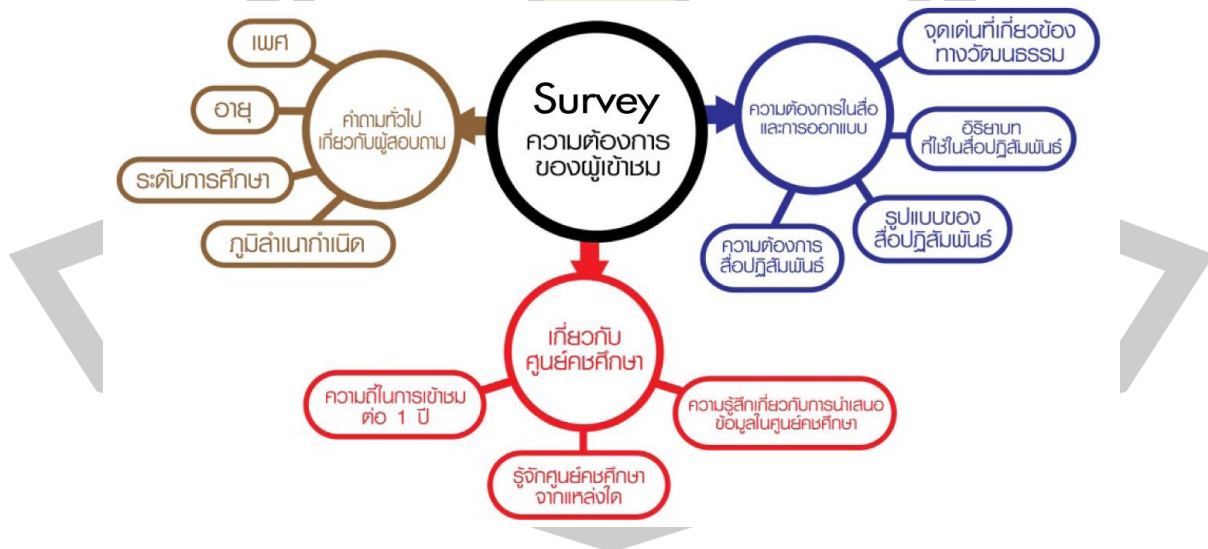 Survey
ความต้องการ
ของผู้เข้าชม
คำถามทั่วไป
เกี่ยวกับผู้สอบถาม
เพศ
อายุ
ระดับการศึกษา
ภูมิลำเนากำเนิด
ความต้องการในสื่อ
และการออกแบบ
จุดเด่นที่เกี่ยวข้อง
ทางวัฒนธรรม
อิริยาบท
ที่ใช้ในสื่อปฏิสัมพันธ์
รูปแบบของ
สื่อปฏิสัมพันธ์
ความต้องการ
สื่อปฏิสัมพันธ์
เกี่ยวกับ
ศูนย์คชศึกษา
ความถี่ในการเข้าชม
ต่อ 1 ปี
รู้จักศูนย์คชศึกษา
จากแหล่งใด
ความรู้สึกเกี่ยวกับการนำเสนอ
ข้อมูลในศูนย์คชศึกษา